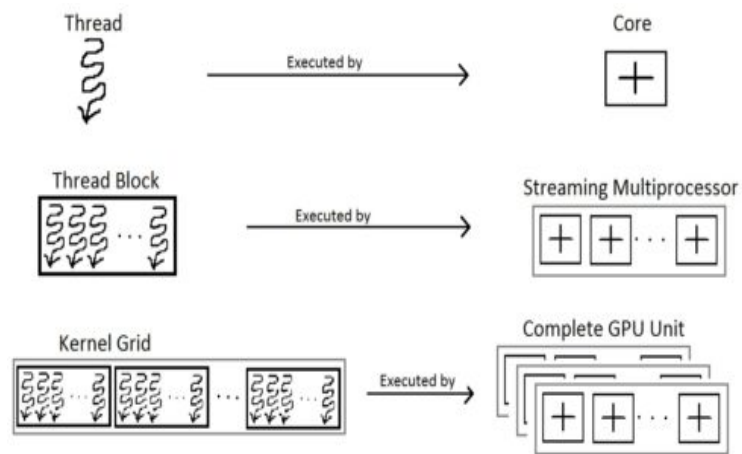 Thread
Executed by
Core
Thread Block
Executed by
Streaming Multiprocessor
Kernel Grid
Executed by
Complete GPU Unit